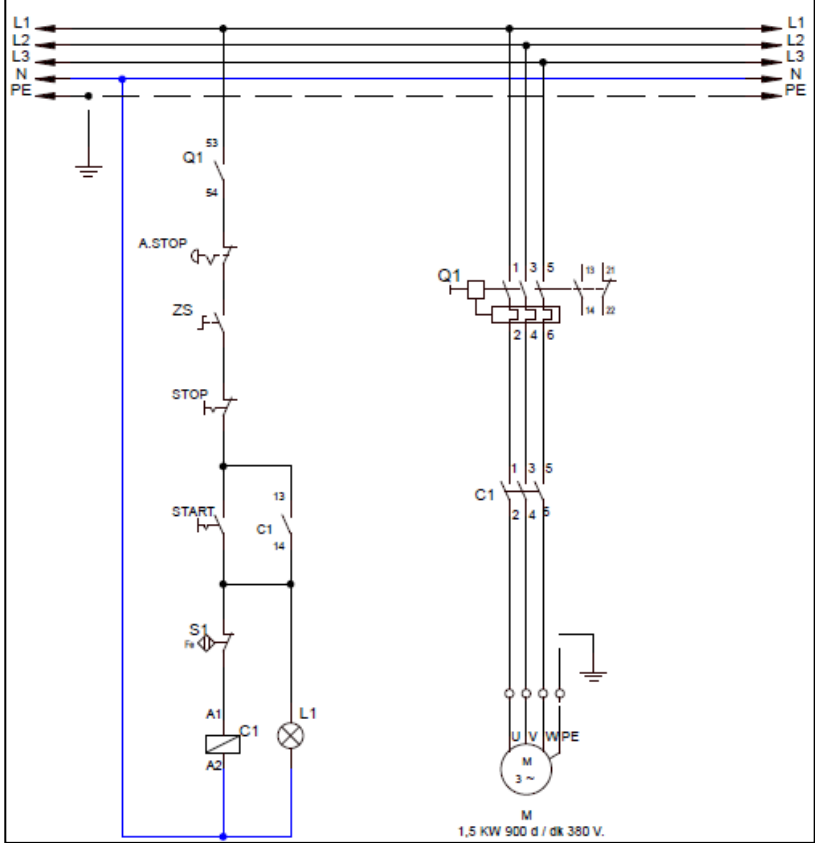 L1 L1
L2 L2
L3 L3
N N
PE PE
53
Q1
54
A.STOP
ZS
STOP
13
START
C1
14
S1
Fe
A1
C1
L1
A2
1 3 5
13 21
Q1
14 22
2 4 6
1 3 5
C1
2 4 6
U V W PE
M
3 ~
M
1,5 KW 900 d / dk 380 V.